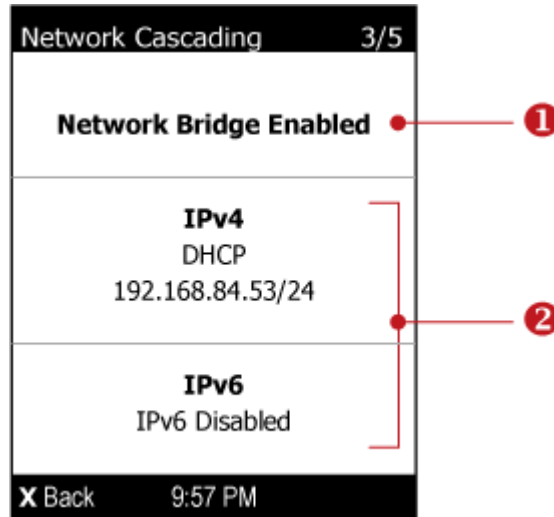 Network Cascading 3/5
Network Bridge Enabled
1
IPv4
DHCP
192.168.84.53/24
2
IPv6
IPv6 Disabled
X Back 9:57 PM